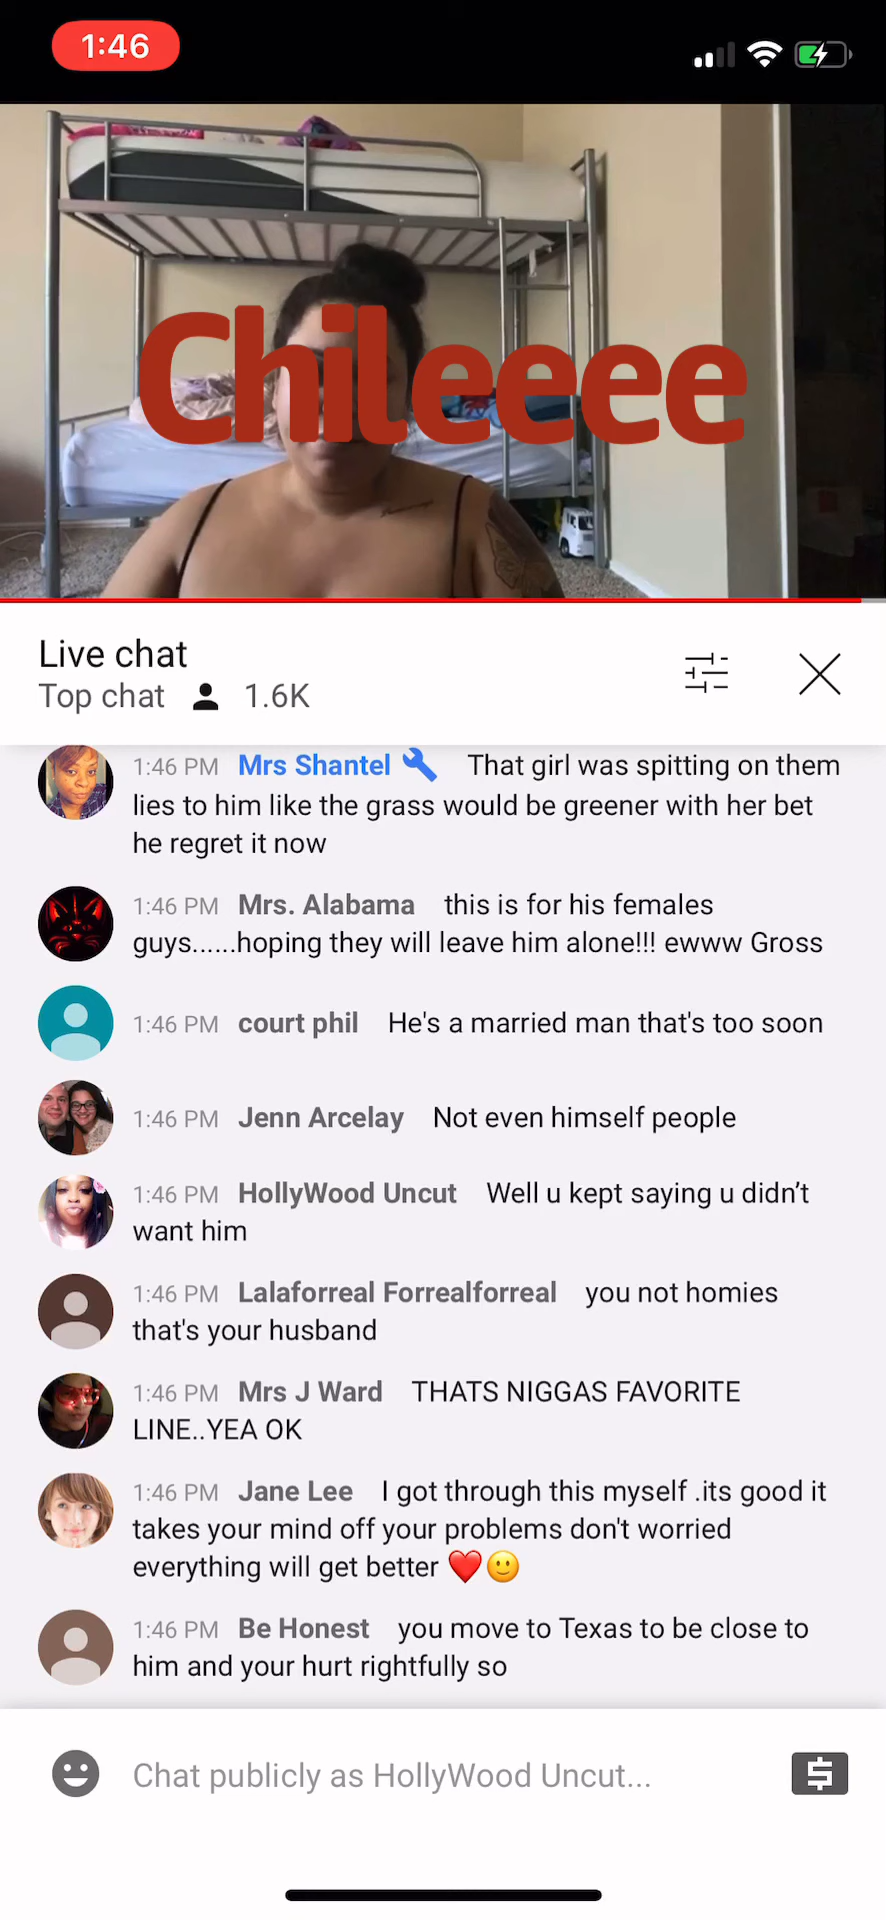 1:46
Chileeee
Live chat
Top chat 1.6K
1:46 PM Mrs Shantel That girl was spitting on them
lies to him like the grass would be greener with her bet
he regret it now
1:46 PM Mrs. Alabama this is for his females
guys......hoping they will leave him alone!!! ewww Gross
1:46 PM court phil He's a married man that's too soon
1:46 PM Jenn Arcelay Not even himself people
1:46 PM HollyWood Uncut Well u kept saying u didn’t
want him
1:46 PM Lalaforreal Forrealforreal you not homies
that's your husband
1:46 PM Mrs J Ward THATS NIGGAS FAVORITE
LINE..YEA OK
1:46 PM Jane Lee I got through this myself .its good it
takes your mind off your problems don't worried
everything will get better ❤️🙂
1:46 PM Be Honest you move to Texas to be close to
him and your hurt rightfully so
Chat publicly as HollyWood Uncut...